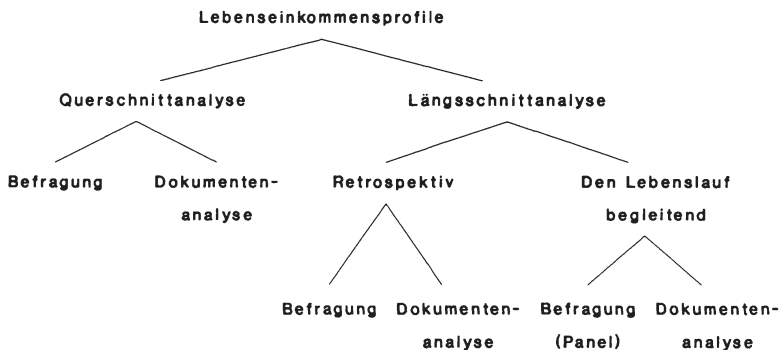 Lebenseinkommensprofile
Querschnittanalyse
Längsschnittanalyse
Befragung
Dokumenten-
analyse
Retrospektiv
Den Lebenslauf
begleitend
Befragung
Dokumenten-
analyse
Befragung
(Panel)
Dokumenten-
analyse